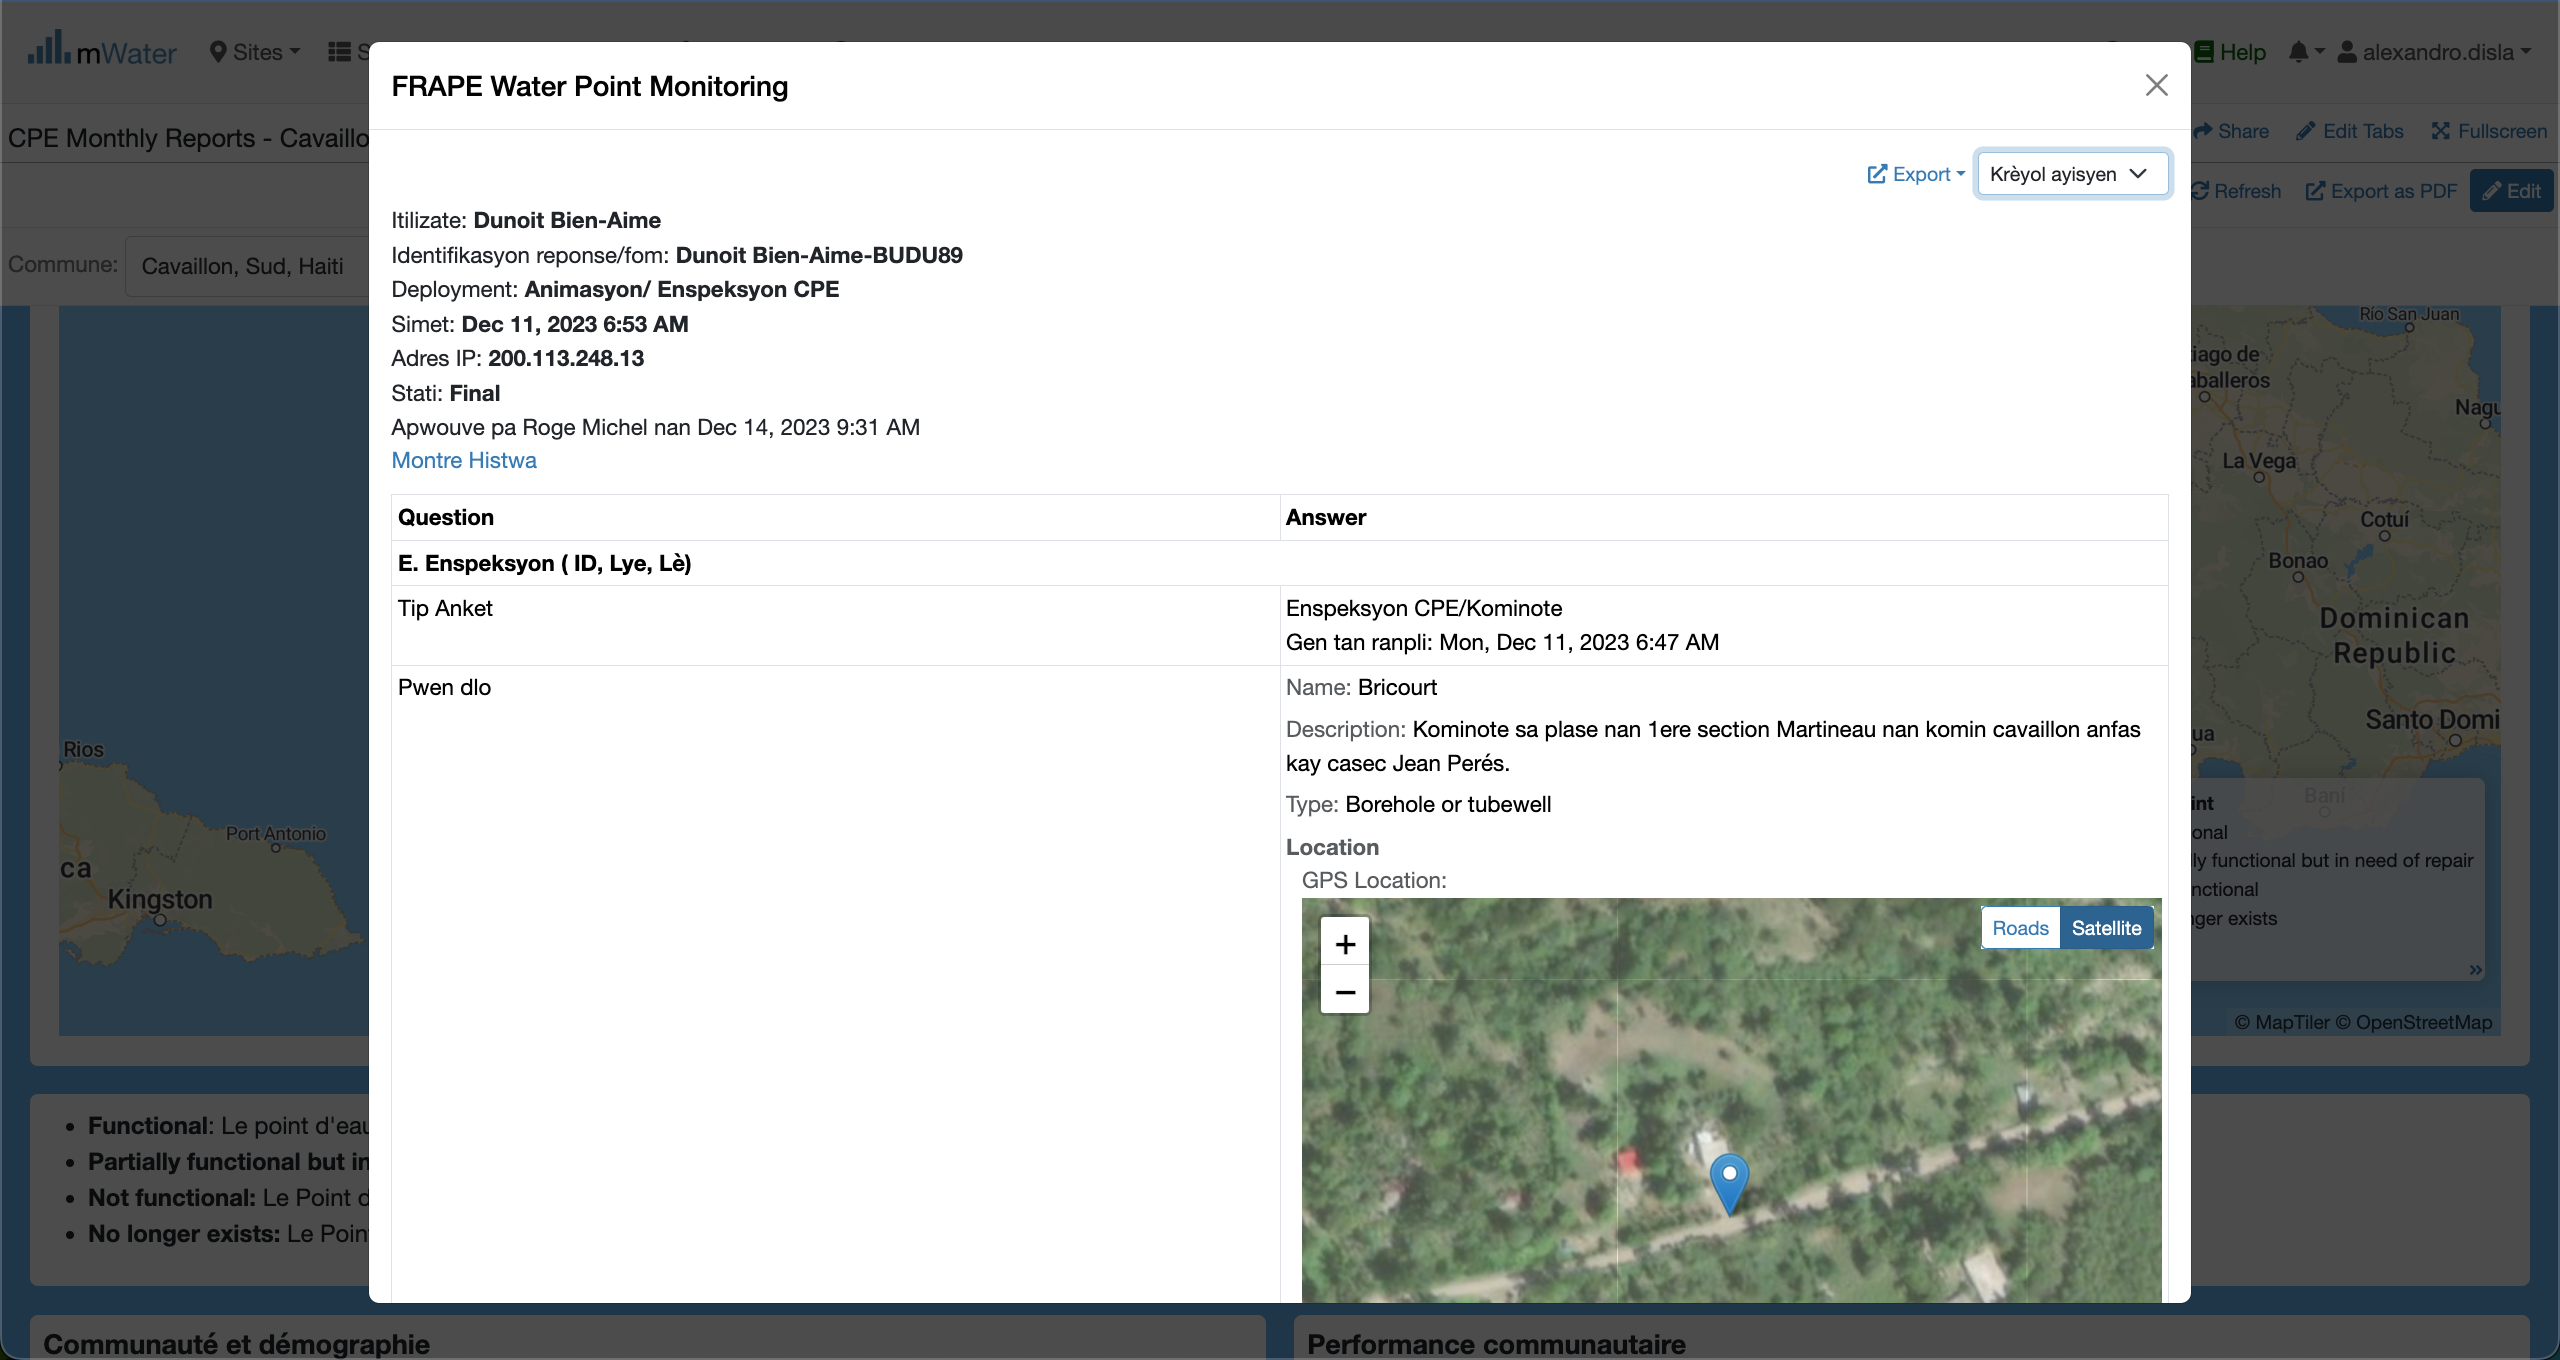 mWater
Sites
Help
alexandro.disla
CPE Monthly Reports - Cavaillo
Share
Edit Tabs
Fullscreen
Refresh
Export as PDF
Edit
Commune:
Cavaillon, Sud, Haiti
FRAPE Water Point Monitoring
Export
Krèyol ayisyen
Itilizate: Dunoit Bien-Aime
Identifikasyon reponse/fom: Dunoit Bien-Aime-BUDU89
Deployment: Animasyon/ Enspeksyon CPE
Simet: Dec 11, 2023 6:53 AM
Adres IP: 200.113.248.13
Stati: Final
Apwouve pa Roge Michel nan Dec 14, 2023 9:31 AM
Montre Histwa
Question
Answer
E. Enspeksyon ( ID, Lye, Lè)
Tip Anket
Enspeksyon CPE/Kominote
Gen tan ranpli: Mon, Dec 11, 2023 6:47 AM
Pwen dlo
Name: Bricourt
Description: Kominote sa plase nan 1ere section Martineau nan komin cavaillon anfas
kay casec Jean Perés.
Type: Borehole or tubewell
Location
GPS Location:
+
−
Roads
Satellite
Rios
Port Antonio
ca
Kingston
Río San Juan
tiago de
aballeros
Nagu
La Vega
Cotuí
Bonao
Dominican
Republic
Santo Domi
ua
Baní
int
onal
lly functional but in need of repair
nctional
nger exists
»
© MapTiler © OpenStreetMap
• Functional: Le point d'eau
• Partially functional but in
• Not functional: Le Point d
• No longer exists: Le Poin
Communauté et démographie
Performance communautaire